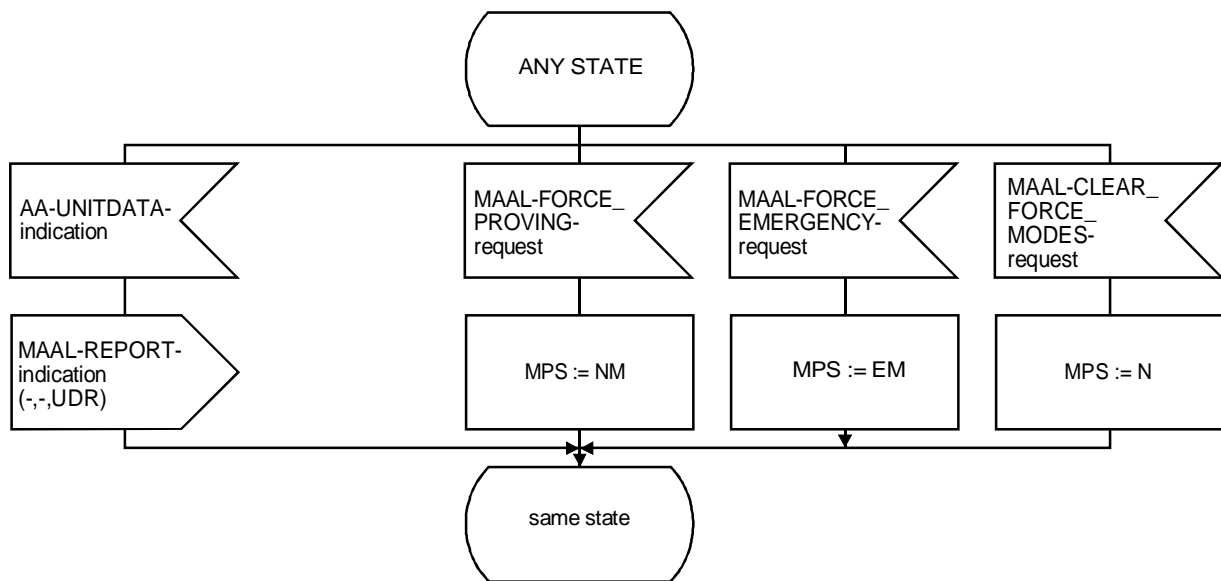 ANY STATE
AA-UNITDATA-
indication
MAAL-FORCE_
PROVING-
request
MAAL-FORCE_
EMERGENCY-
request
MAAL-CLEAR_
FORCE_
MODES-
request
MAAL-REPORT-
indication
(-,-,UDR)
MPS := NM
MPS := EM
MPS := N
same state